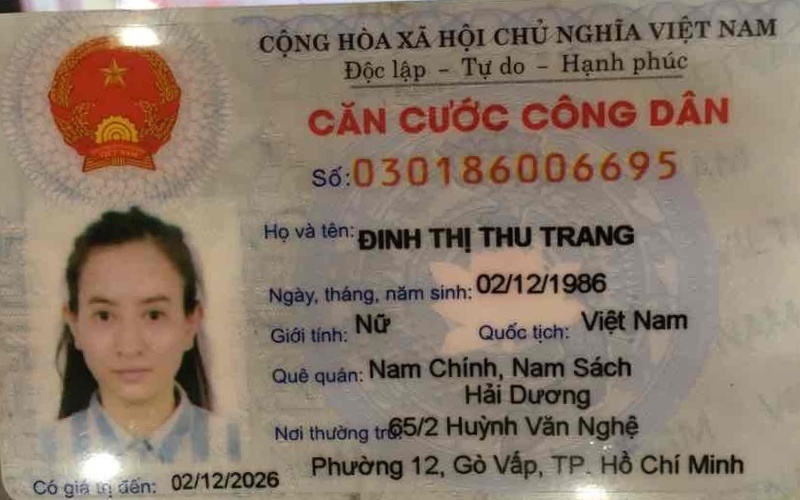 CỘNG HÒA XÃ HỘI CHỦ NGHĨA VIỆT NAM
Độc lập - Tự do - Hạnh phúc
CĂN CƯỚC CÔNG DÂN
Số: 030186006695
Họ và tên: ĐINH THỊ THU TRANG
Ngày, tháng, năm sinh: 02/12/1986
Giới tính: Nữ Quốc tịch: Việt Nam
Quê quán: Nam Chính, Nam Sách
Hải Dương
Nơi thường trú: 65/2 Huỳnh Văn Nghệ
Phường 12, Gò Vấp, TP. Hồ Chí Minh
Có giá trị đến: 02/12/2026